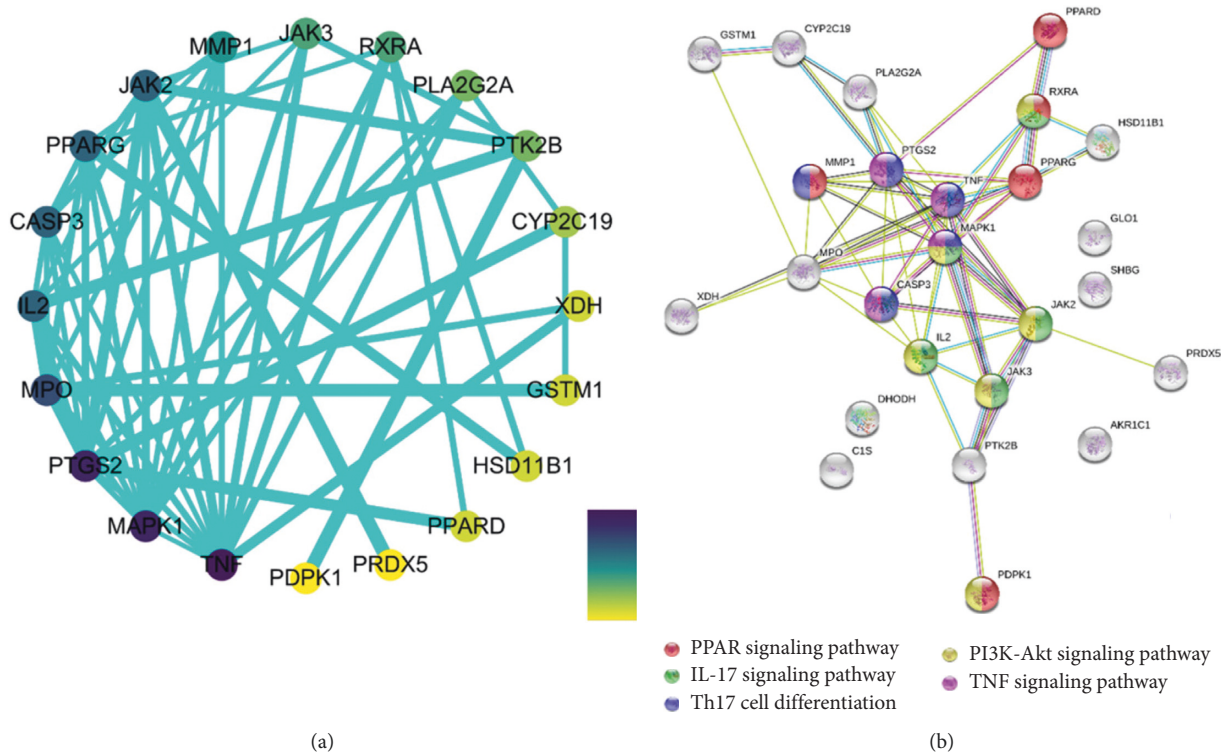 JAK3
MMP1
RXRA
JAK2
PLA2G2A
PPARG
PTK2B
CASP3
CYP2C19
IL2
XDH
MPO
GSTM1
PTGS2
HSD11B1
MAPK1
PPARD
TNF
PRDX5
PDPK1
(a)
PPARD
CYP2C19
GSTM1
PLA2G2A
RXRA
HSD11B1
PTGS2
MMP1
PPARG
TNF
GLO1
MAPK1
MPO
SHBG
CASP3
XDH
JAK2
IL2
PRDX5
JAK3
DHODH
AKR1C1
PTK2B
C1S
PDPK1
PPAR signaling pathway
IL-17 signaling pathway
Th17 cell differentiation
PI3K-Akt signaling pathway
TNF signaling pathway
(b)